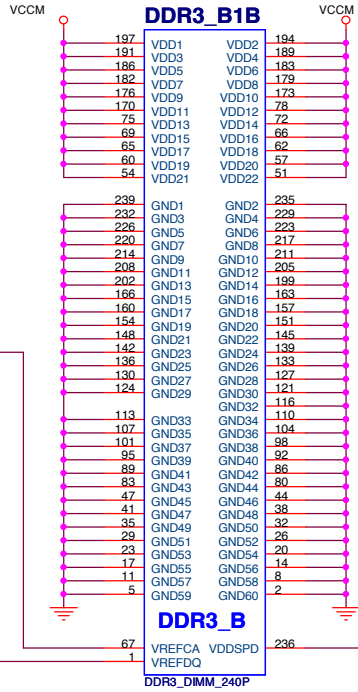 VCCM DDR3_B1B VCCM
197 VDD1 VDD2 194
191 VDD3 VDD4 189
186 VDD5 VDD6 183
182 VDD7 VDD8 179
176 VDD9 VDD10 173
170 VDD11 VDD12 78
75 VDD13 VDD14 72
69 VDD15 VDD16 66
65 VDD17 VDD18 62
60 VDD19 VDD20 57
54 VDD21 VDD22 51
239 GND1 GND2 235
232 GND3 GND4 229
226 GND5 GND6 223
220 GND7 GND8 217
214 GND9 GND10 211
208 GND11 GND12 205
202 GND13 GND14 199
166 GND15 GND16 163
160 GND17 GND18 157
154 GND19 GND20 151
148 GND21 GND22 145
142 GND23 GND24 139
136 GND25 GND26 133
130 GND27 GND28 127
124 GND29 GND30 121
GND32 116
113 GND33 GND34 110
107 GND35 GND36 104
101 GND37 GND38 98
95 GND39 GND40 92
89 GND41 GND42 86
83 GND43 GND44 80
47 GND45 GND46 44
41 GND47 GND48 38
35 GND49 GND50 32
29 GND51 GND52 26
23 GND53 GND54 20
17 GND55 GND56 14
11 GND57 GND58 8
5 GND59 GND60 2
DDR3_B
67 VREFCA VDDSPD 236
1 VREFDQ
DDR3_DIMM_240P